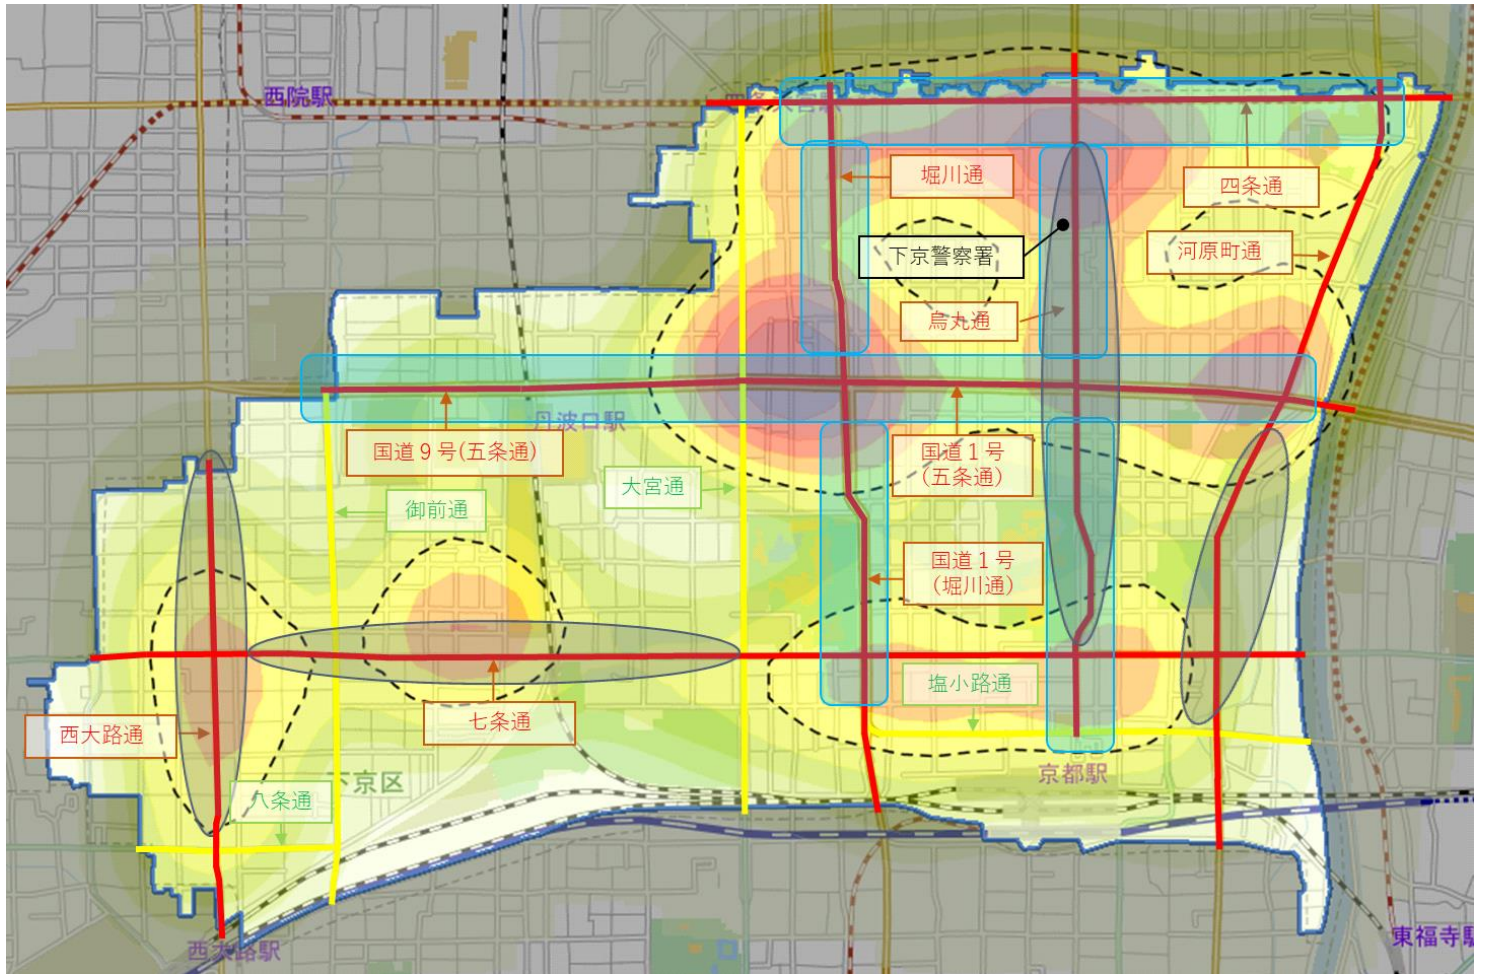 西院駅
堀川通
四条通
下京警察署
河原町通
烏丸通
丹波口駅
国道９号(五条通)
国道１号
(五条通)
大宮通
御前通
国道１号
(堀川通)
塩小路通
七条通
西大路通
京都駅
下京区
八条通
西大路駅
東福寺駅